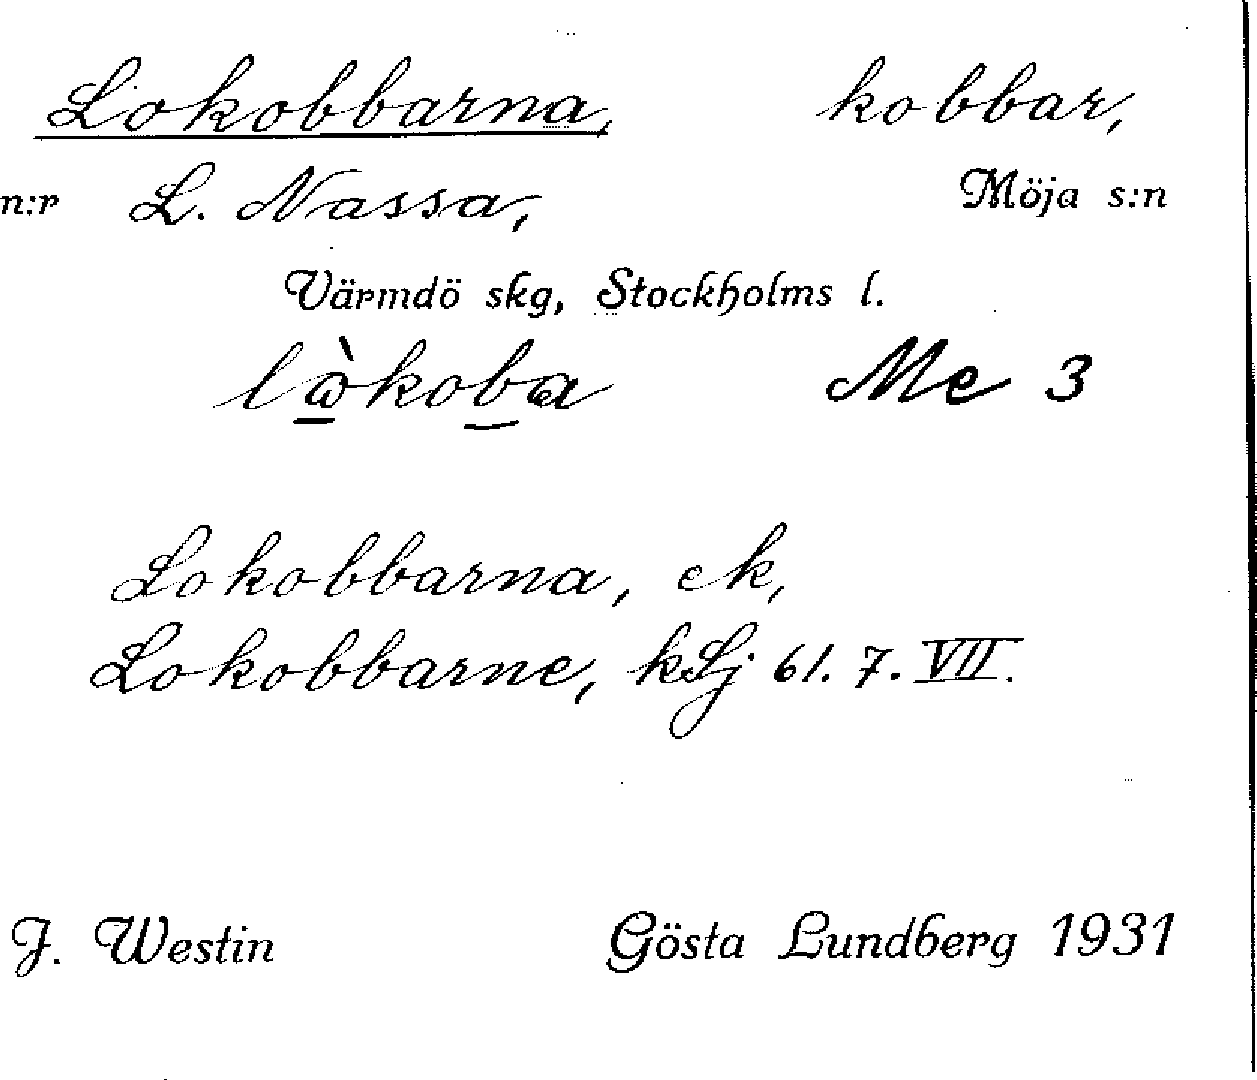 Lokobbarna, kobbar,
n:r L. Nassa, Möja s:n
Värmdö skg, Stockholms l.
Me 3
Lokobbarna, ek,
Lokobbarne, kLj 61. 7. VII.
J. Westin Gösta Lundberg 1931